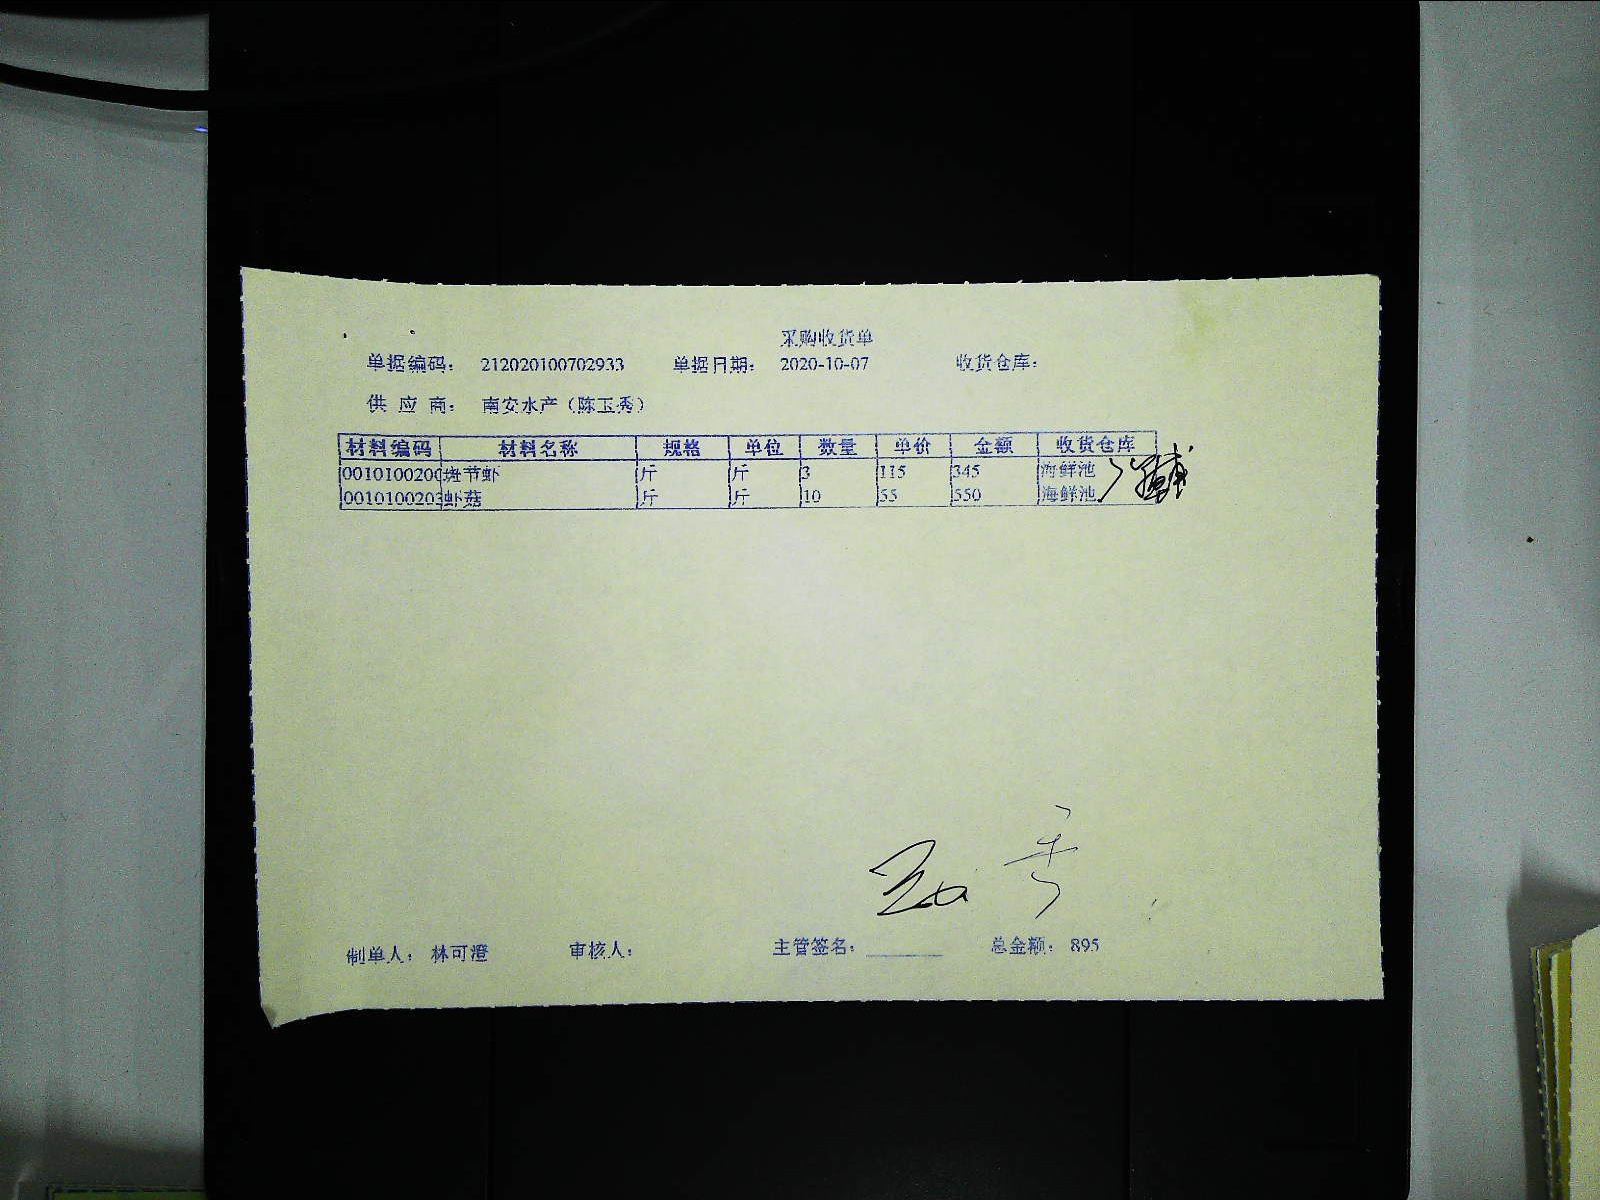 采购收货单
单据编码： 212020100702933 单据日期： 2020-10-07 收货仓库：
供 应 商： 南安水产（陈玉秀）
材料编码 材料名称 规格 单位 数量 单价 金额 收货仓库
0010100200 斑节虾 斤 斤 3 115 345 海鲜池
0010100203 虾菇 斤 斤 10 55 550 海鲜池
制单人： 林可澄 审核人： 主管签名： 总金额： 895